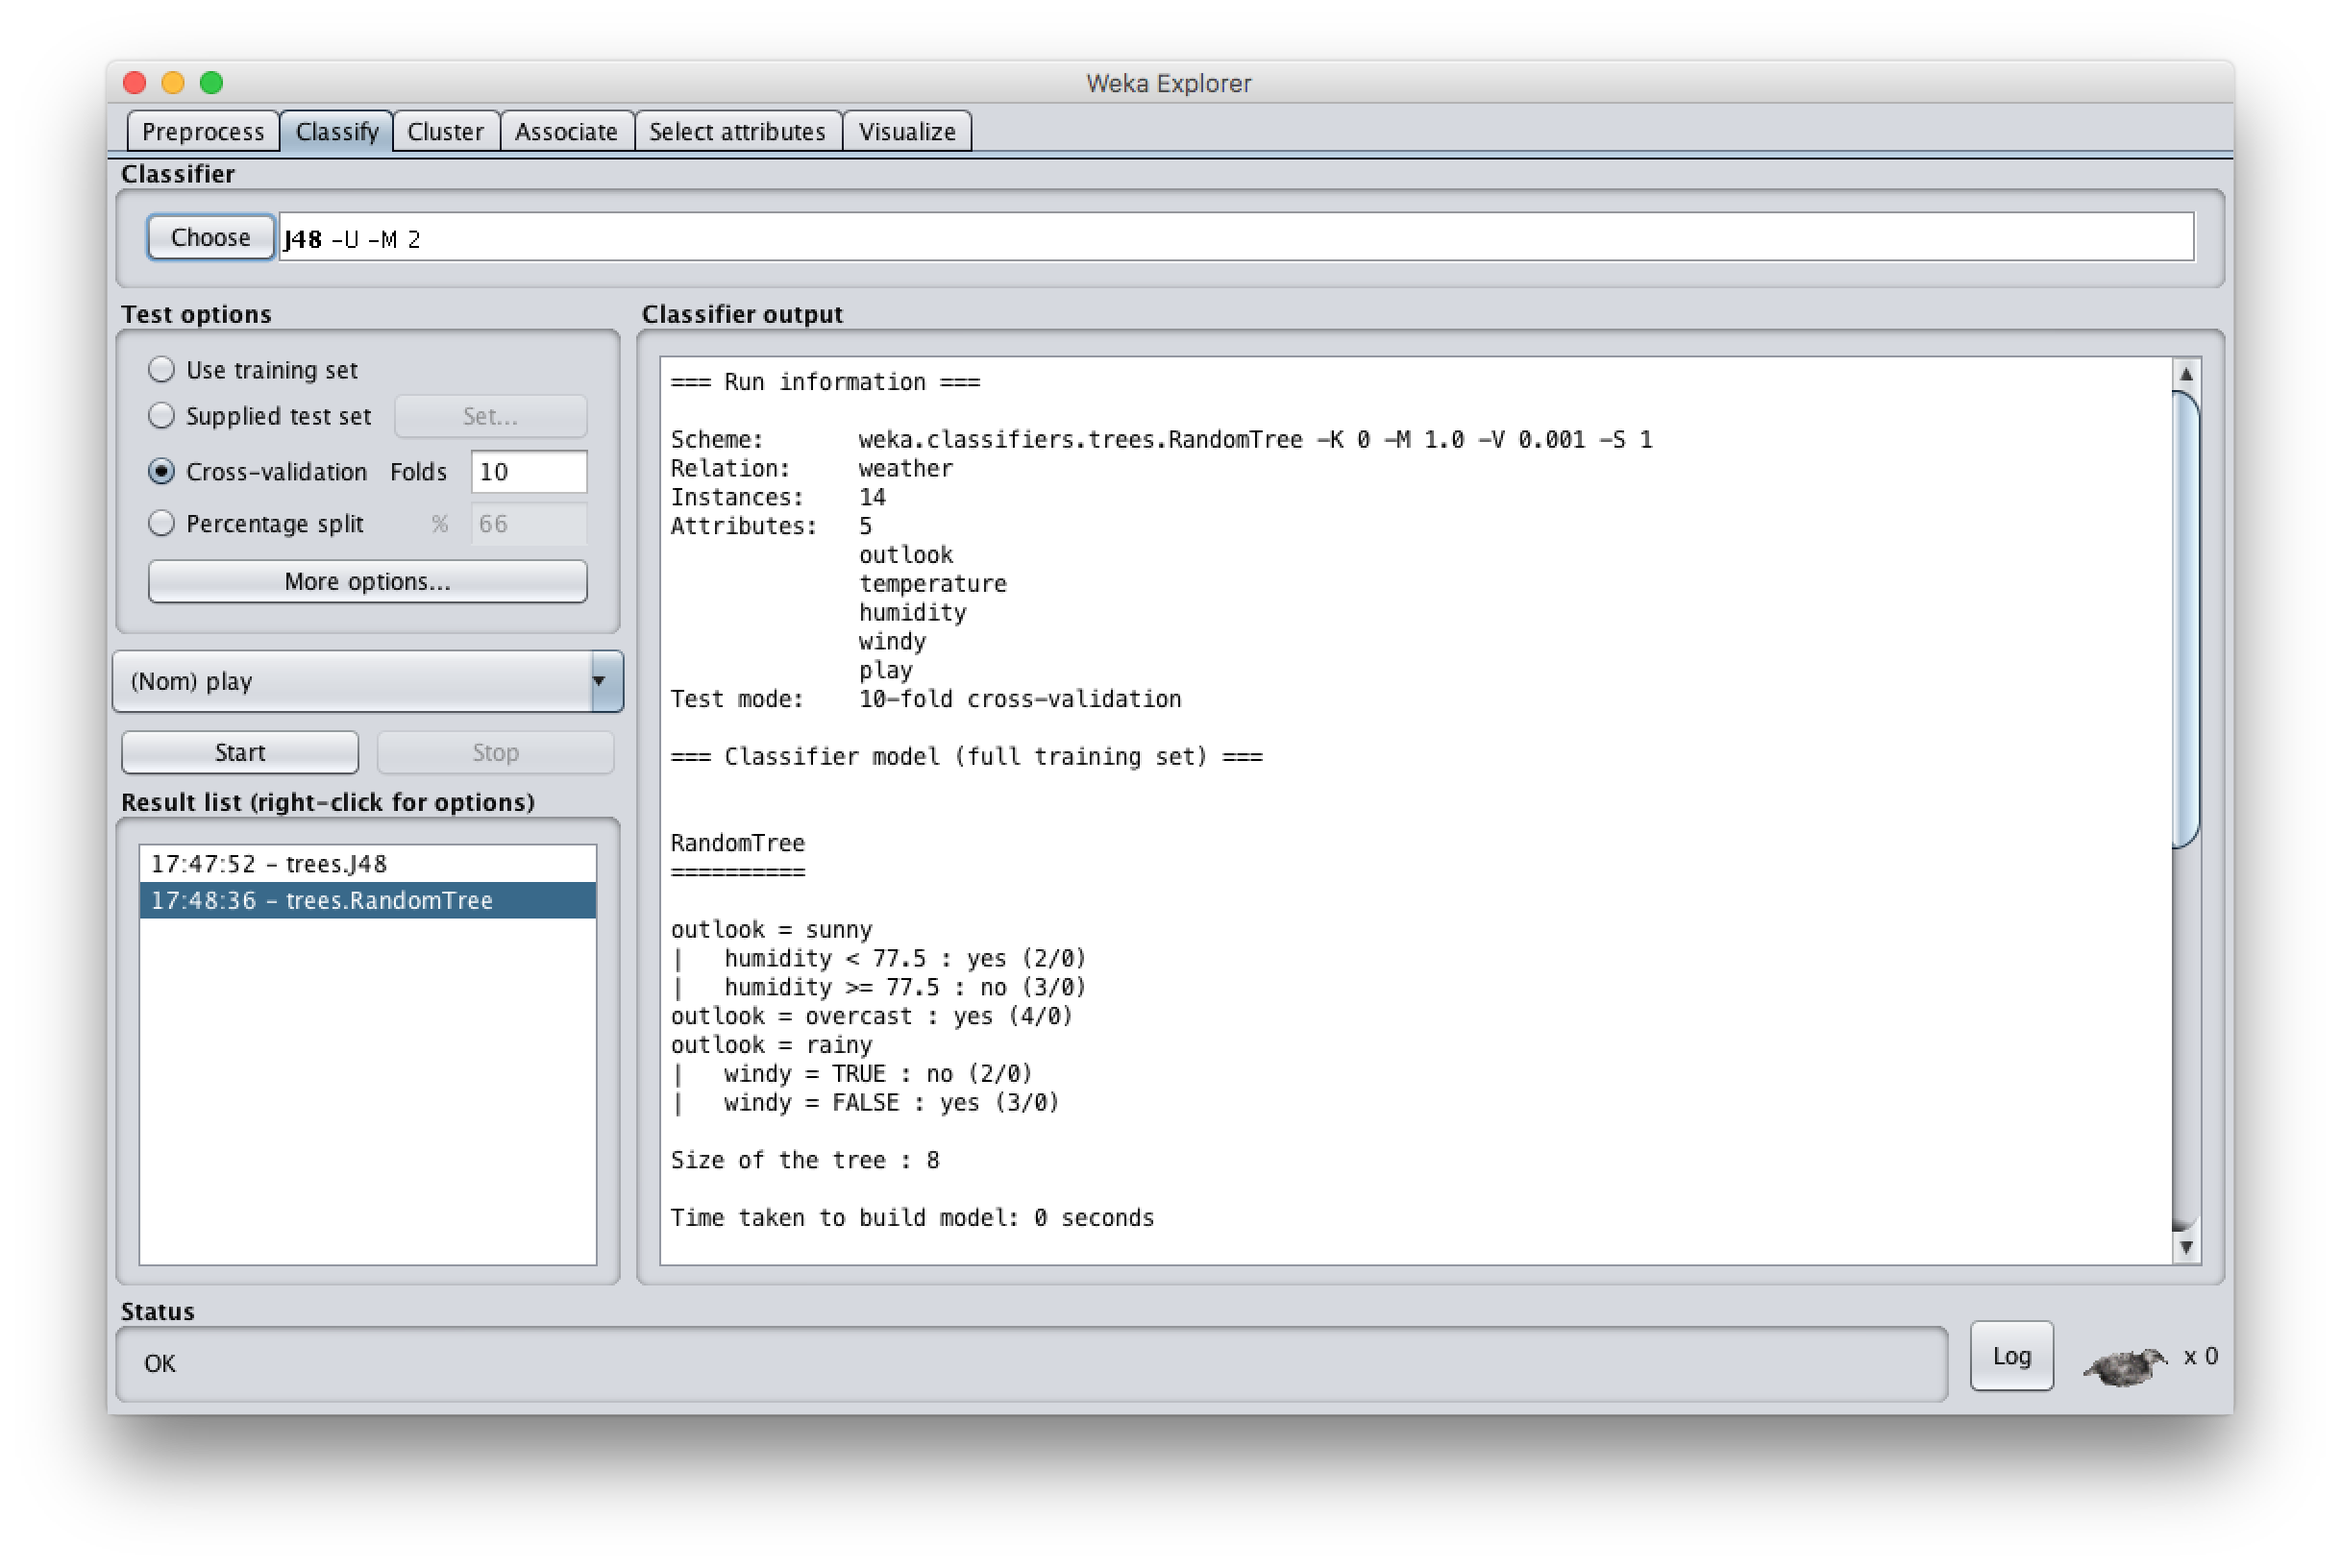 Weka Explorer
Preprocess Classify Cluster Associate Select attributes Visualize
Classifier
Choose J48 -U -M 2
Test options
Use training set
Supplied test set Set...
Cross-validation Folds 10
Percentage split % 66
More options...
(Nom) play
Start Stop
Result list (right-click for options)
17:47:52 - trees.J48
17:48:36 - trees.RandomTree
Classifier output
=== Run information ===
Scheme: weka.classifiers.trees.RandomTree -K 0 -M 1.0 -V 0.001 -S 1
Relation: weather
Instances: 14
Attributes: 5
outlook
temperature
humidity
windy
play
Test mode: 10-fold cross-validation
=== Classifier model (full training set) ===
RandomTree
==========
outlook = sunny
|   humidity < 77.5 : yes (2/0)
|   humidity >= 77.5 : no (3/0)
outlook = overcast : yes (4/0)
outlook = rainy
|   windy = TRUE : no (2/0)
|   windy = FALSE : yes (3/0)
Size of the tree : 8
Time taken to build model: 0 seconds
Status
OK
Log x 0